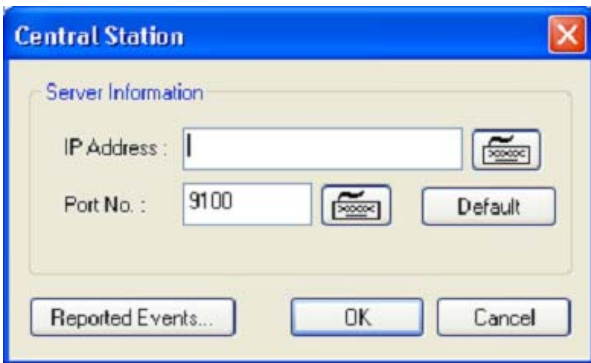 Central Station
Server Information
IP Address :
Port No. : 9100 Default
Reported Events... OK Cancel